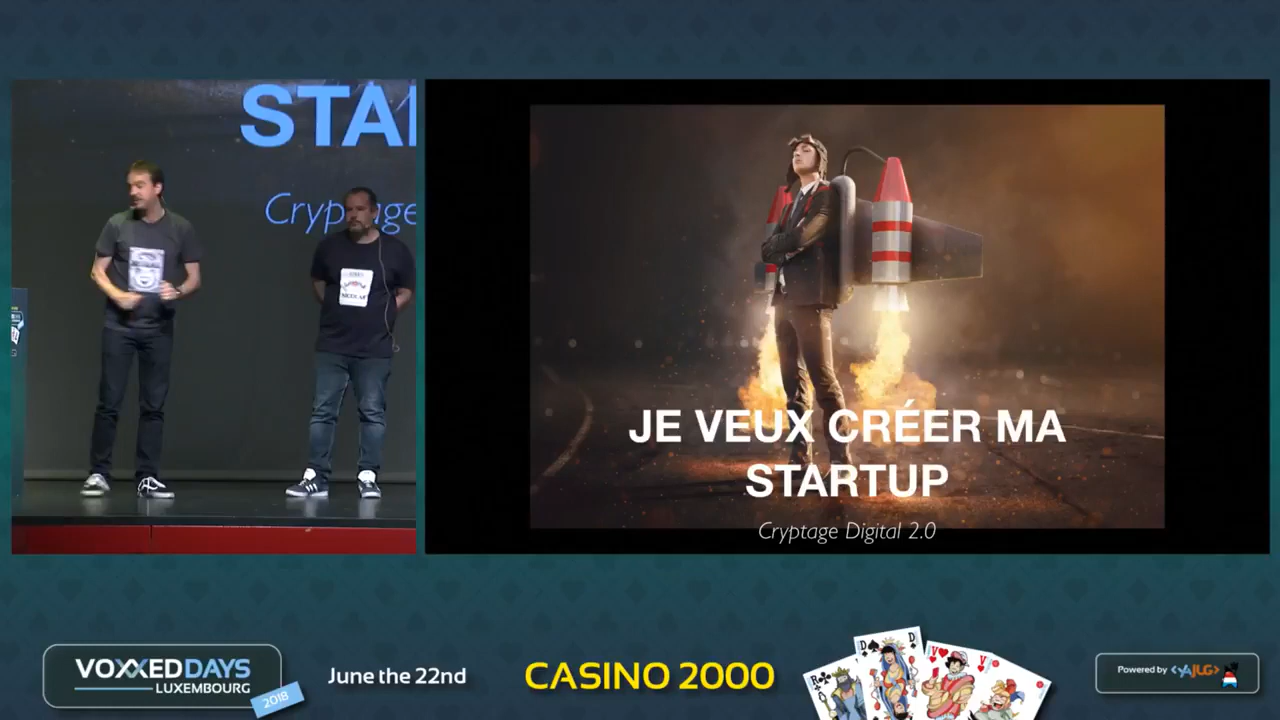 STA
Cryptage
JE VEUX CRÉER MA
STARTUP
Cryptage Digital 2.0
VOXXEDDAYS
LUXEMBOURG
2018
June the 22nd
CASINO 2000
R
D
D
V
V
Powered by <YAJUG>